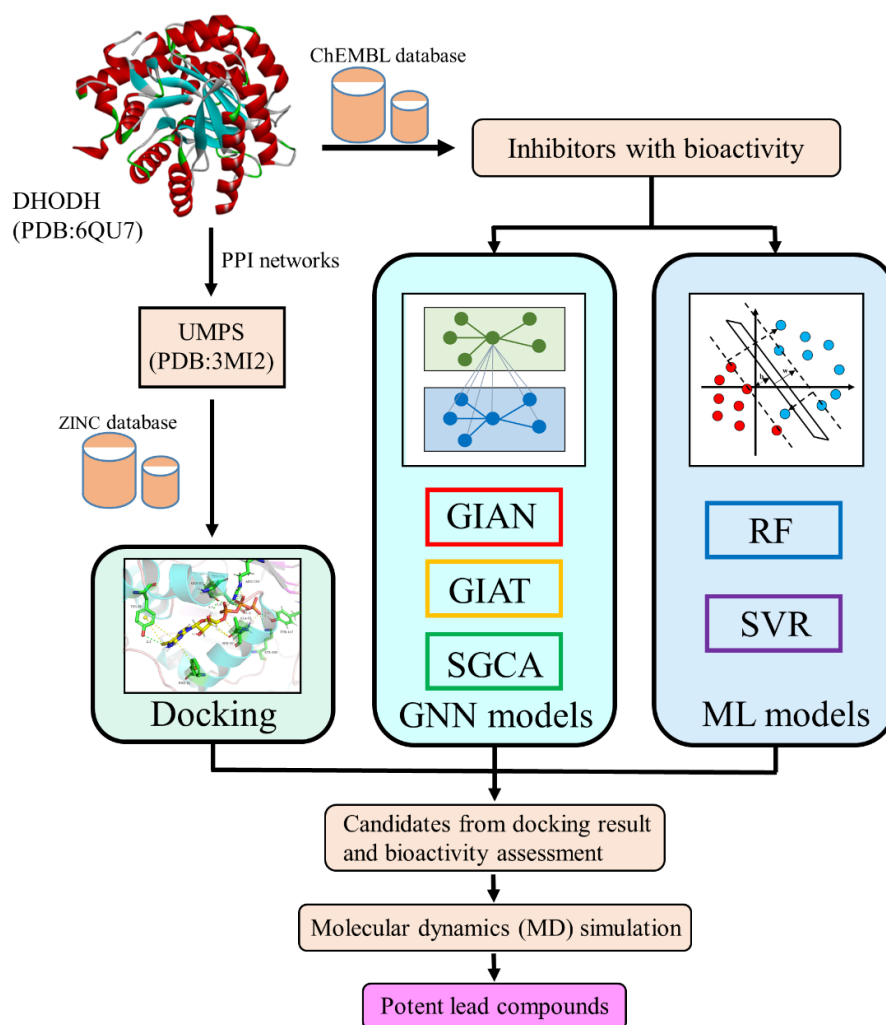 ChEMBL database
Inhibitors with bioactivity
DHODH
(PDB:6QU7)
PPI networks
UMPS
(PDB:3MI2)
ZINC database
GIAN
GIAT
SGCA
GNN models
RF
SVR
ML models
Docking
Candidates from docking result
and bioactivity assessment
Molecular dynamics (MD) simulation
Potent lead compounds